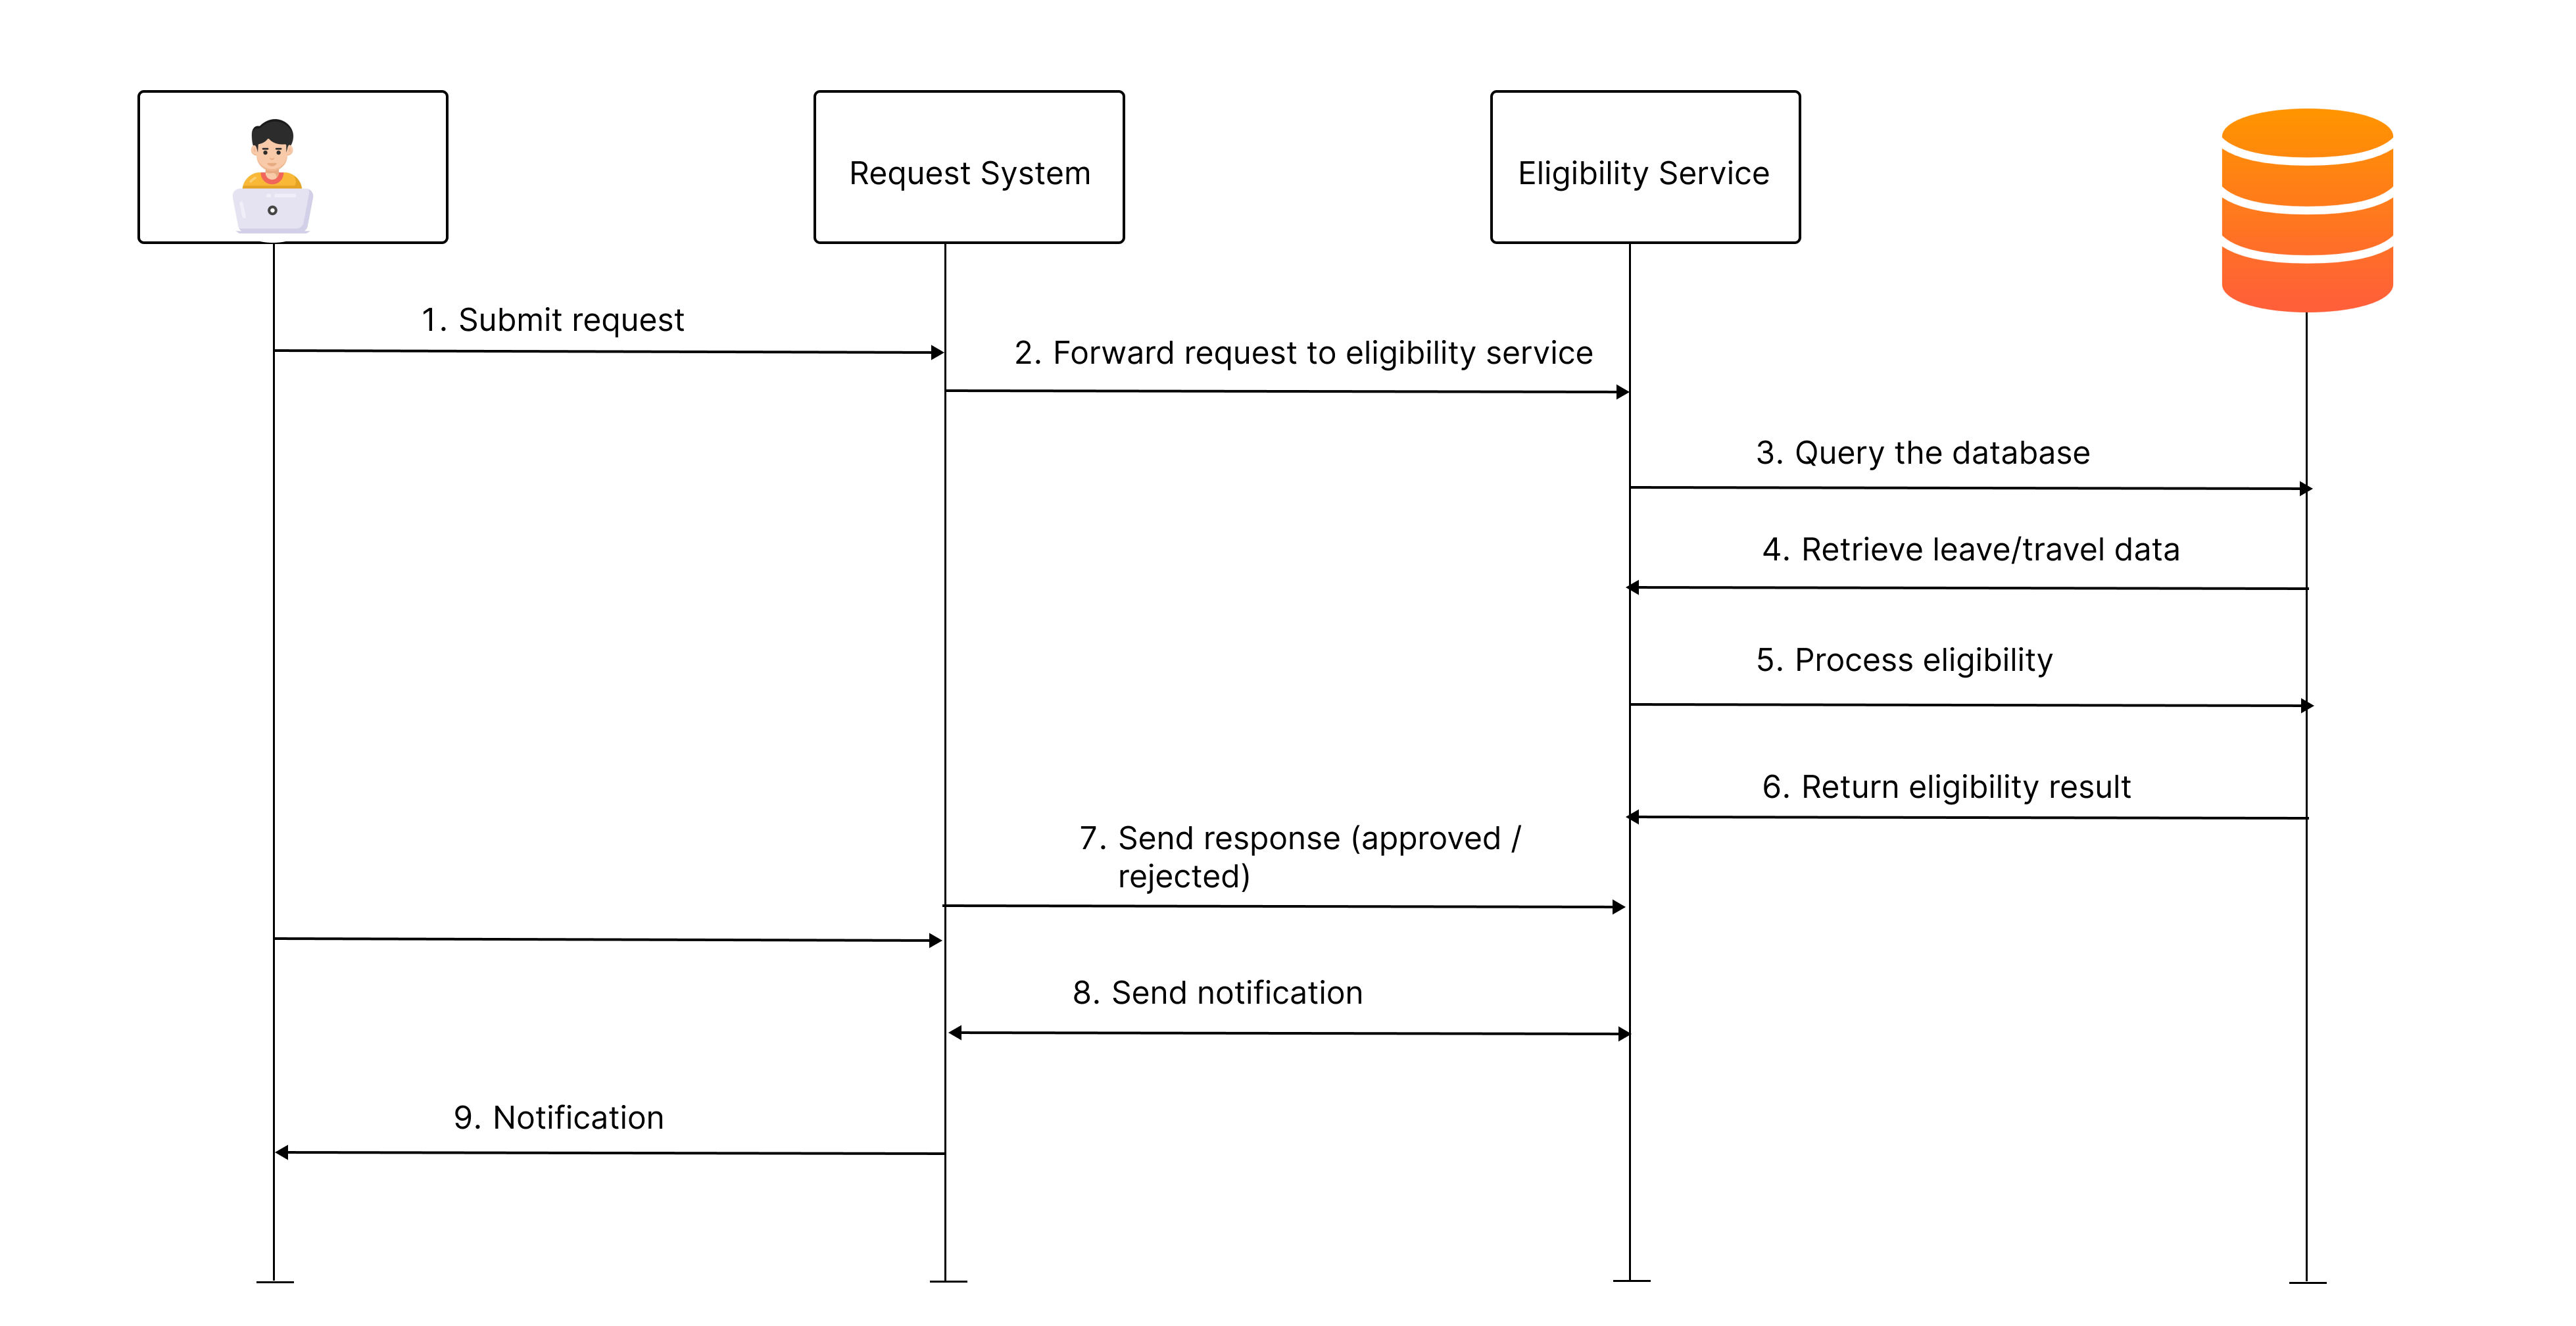 Request System
Eligibility Service
1. Submit request
2. Forward request to eligibility service
3. Query the database
4. Retrieve leave/travel data
5. Process eligibility
6. Return eligibility result
7. Send response (approved /
rejected)
8. Send notification
9. Notification